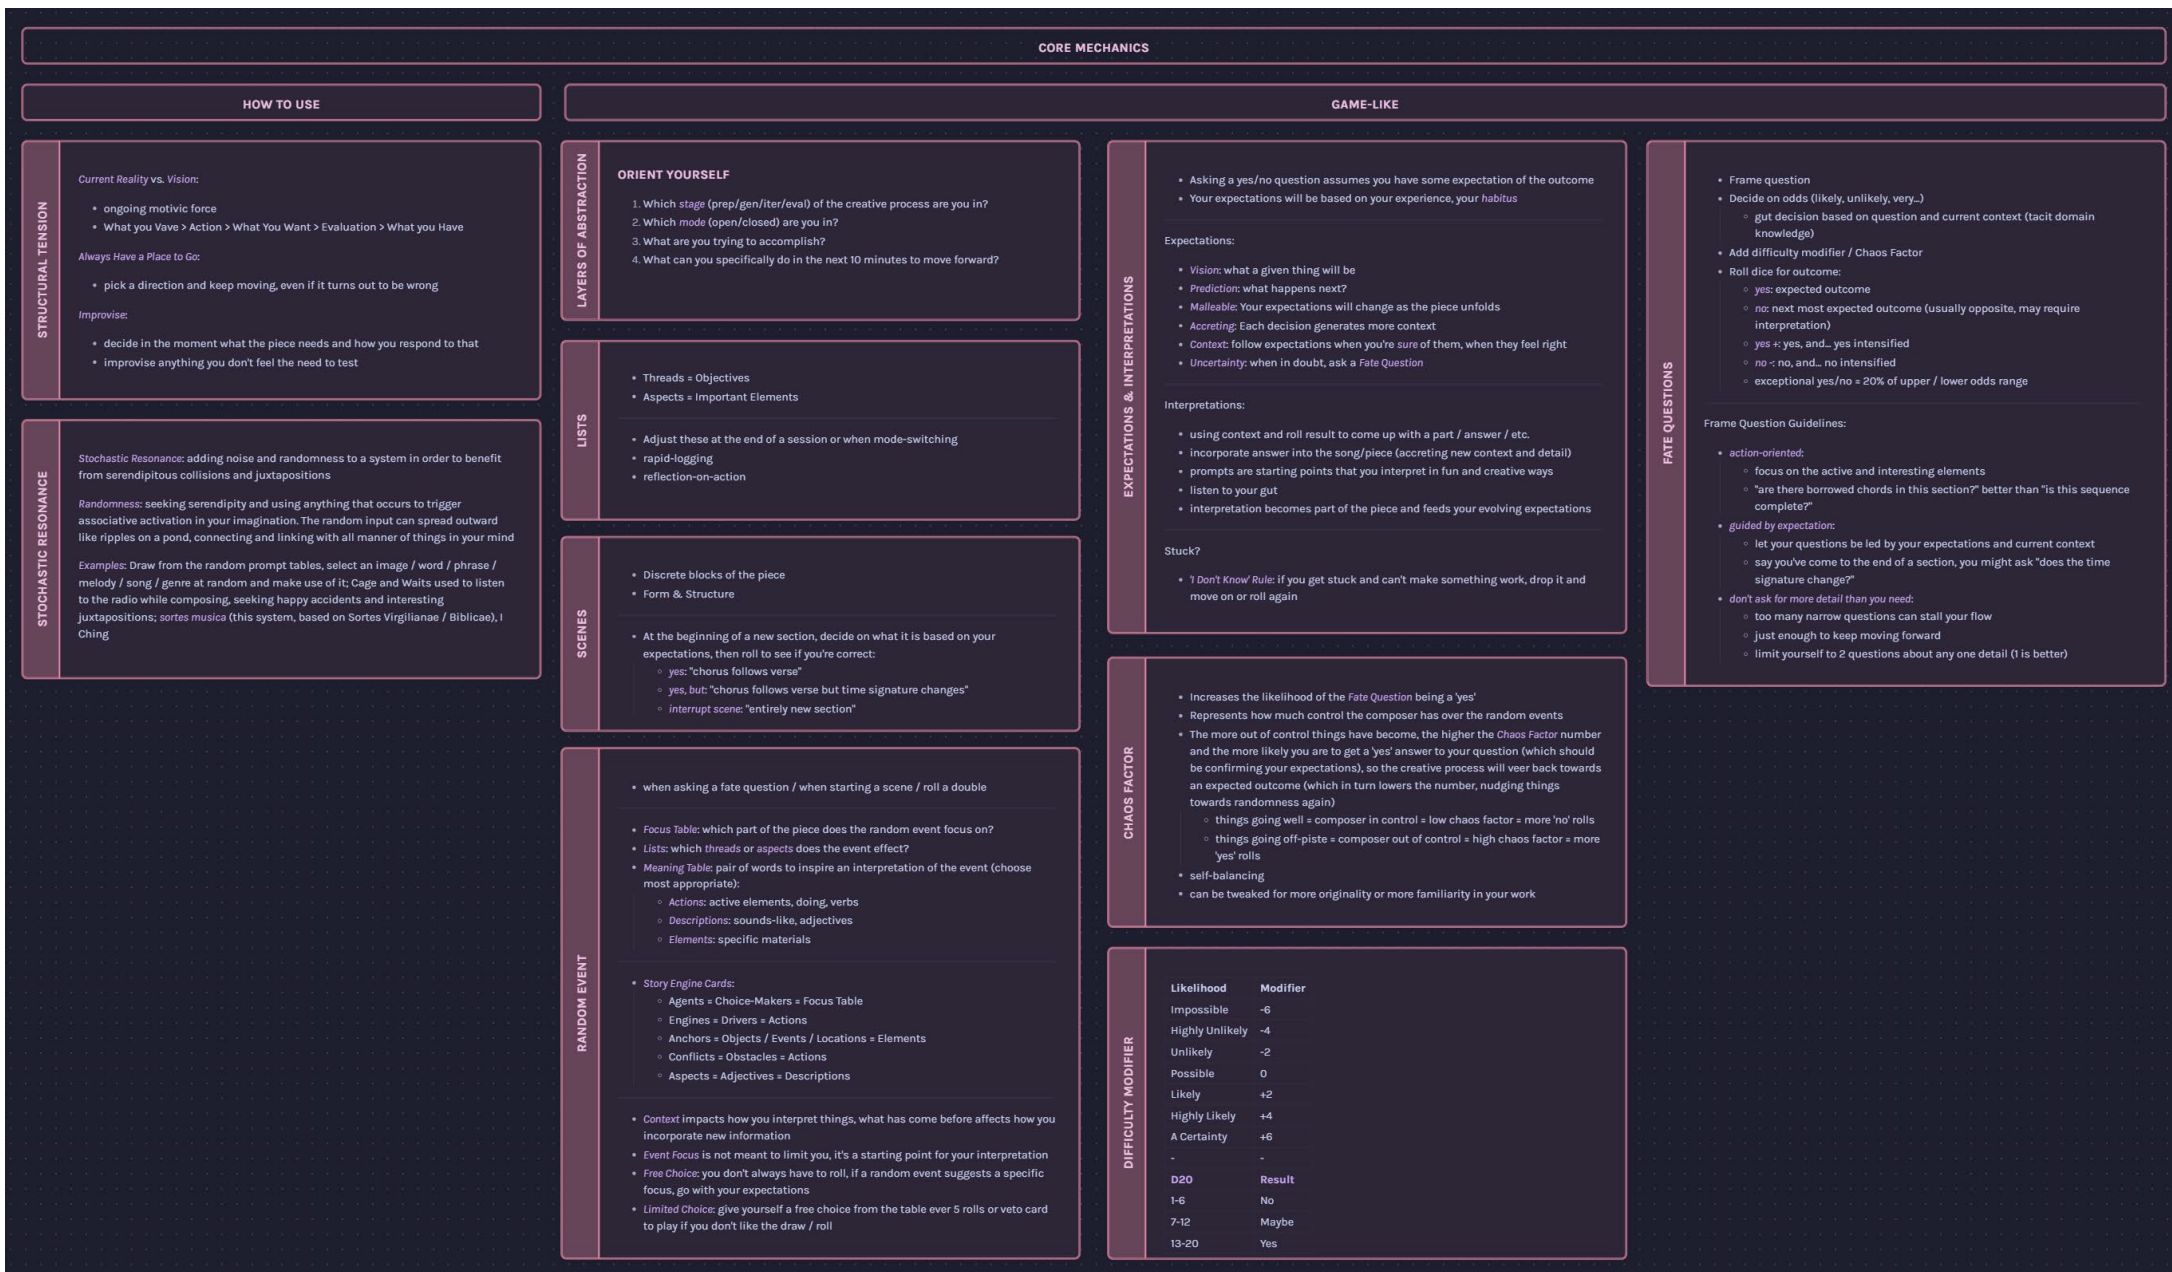 CORE MECHANICS
HOW TO USE
STRUCTURAL TENSION
Current Reality vs. Vision:
ongoing motivic force
What you Vave > Action > What You Want > Evaluation > What you Have
Always Have a Place to Go:
pick a direction and keep moving, even if it turns out to be wrong
Improvise:
decide in the moment what the piece needs and how you respond to that
improvise anything you don't feel the need to test
STOCHASTIC RESONANCE
Stochastic Resonance: adding noise and randomness to a system in order to benefit
from serendipitous collisions and juxtapositions
Randomness: seeking serendipity and using anything that occurs to trigger
associative activation in your imagination. The random input can spread outward
like ripples on a pond, connecting and linking with all manner of things in your mind
Examples: Draw from the random prompt tables, select an image / word / phrase /
melody / song / genre at random and make use of it; Cage and Waits used to listen
to the radio while composing, seeking happy accidents and interesting
juxtapositions; sortes musica (this system, based on Sortes Virgilianae / Biblicae), I
Ching
GAME-LIKE
LAYERS OF ABSTRACTION
ORIENT YOURSELF
1. Which stage (prep/gen/iter/eval) of the creative process are you in?
2. Which mode (open/closed) are you in?
3. What are you trying to accomplish?
4. What can you specifically do in the next 10 minutes to move forward?
LISTS
Threads = Objectives
Aspects = Important Elements
Adjust these at the end of a session or when mode-switching
rapid-logging
reflection-on-action
SCENES
Discrete blocks of the piece
Form & Structure
At the beginning of a new section, decide on what it is based on your
expectations, then roll to see if you're correct:
yes: "chorus follows verse"
yes, but: "chorus follows verse but time signature changes"
interrupt scene: "entirely new section"
RANDOM EVENT
when asking a fate question / when starting a scene / roll a double
Focus Table: which part of the piece does the random event focus on?
Lists: which threads or aspects does the event effect?
Meaning Table: pair of words to inspire an interpretation of the event (choose
most appropriate):
Actions: active elements, doing, verbs
Descriptions: sounds-like, adjectives
Elements: specific materials
Story Engine Cards:
Agents = Choice-Makers = Focus Table
Engines = Drivers = Actions
Anchors = Objects / Events / Locations = Elements
Conflicts = Obstacles = Actions
Aspects = Adjectives = Descriptions
Context impacts how you interpret things, what has come before affects how you
incorporate new information
Event Focus is not meant to limit you, it's a starting point for your interpretation
Free Choice: you don't always have to roll, if a random event suggests a specific
focus, go with your expectations
Limited Choice: give yourself a free choice from the table ever 5 rolls or veto card
to play if you don't like the draw / roll
EXPECTATIONS & INTERPRETATIONS
Asking a yes/no question assumes you have some expectation of the outcome
Your expectations will be based on your experience, your habitus
Expectations:
Vision: what a given thing will be
Prediction: what happens next?
Malleable: Your expectations will change as the piece unfolds
Accreting: Each decision generates more context
Context: follow expectations when you're sure of them, when they feel right
Uncertainty: when in doubt, ask a Fate Question
Interpretations:
using context and roll result to come up with a part / answer / etc.
incorporate answer into the song/piece (accreting new context and detail)
prompts are starting points that you interpret in fun and creative ways
listen to your gut
interpretation becomes part of the piece and feeds your evolving expectations
Stuck?
'I Don't Know' Rule: if you get stuck and can't make something work, drop it and
move on or roll again
CHAOS FACTOR
Increases the likelihood of the Fate Question being a 'yes'
Represents how much control the composer has over the random events
The more out of control things have become, the higher the Chaos Factor number
and the more likely you are to get a 'yes' answer to your question (which should
be confirming your expectations), so the creative process will veer back towards
an expected outcome (which in turn lowers the number, nudging things
towards randomness again)
things going well = composer in control = low chaos factor = more 'no' rolls
things going off-piste = composer out of control = high chaos factor = more
'yes' rolls
self-balancing
can be tweaked for more originality or more familiarity in your work
DIFFICULTY MODIFIER
Likelihood Modifier
Impossible -6
Highly Unlikely -4
Unlikely -2
Possible 0
Likely +2
Highly Likely +4
A Certainty +6
- -
D20 Result
1-6 No
7-12 Maybe
13-20 Yes
FATE QUESTIONS
Frame question
Decide on odds (likely, unlikely, very...)
gut decision based on question and current context (tacit domain
knowledge)
Add difficulty modifier / Chaos Factor
Roll dice for outcome:
yes: expected outcome
no: next most expected outcome (usually opposite, may require
interpretation)
yes +: yes, and... yes intensified
no -: no, and... no intensified
exceptional yes/no = 20% of upper / lower odds range
Frame Question Guidelines:
action-oriented:
focus on the active and interesting elements
"are there borrowed chords in this section?" better than "is this sequence
complete?"
guided by expectation:
let your questions be led by your expectations and current context
say you've come to the end of a section, you might ask "does the time
signature change?"
don't ask for more detail than you need:
too many narrow questions can stall your flow
just enough to keep moving forward
limit yourself to 2 questions about any one detail (1 is better)